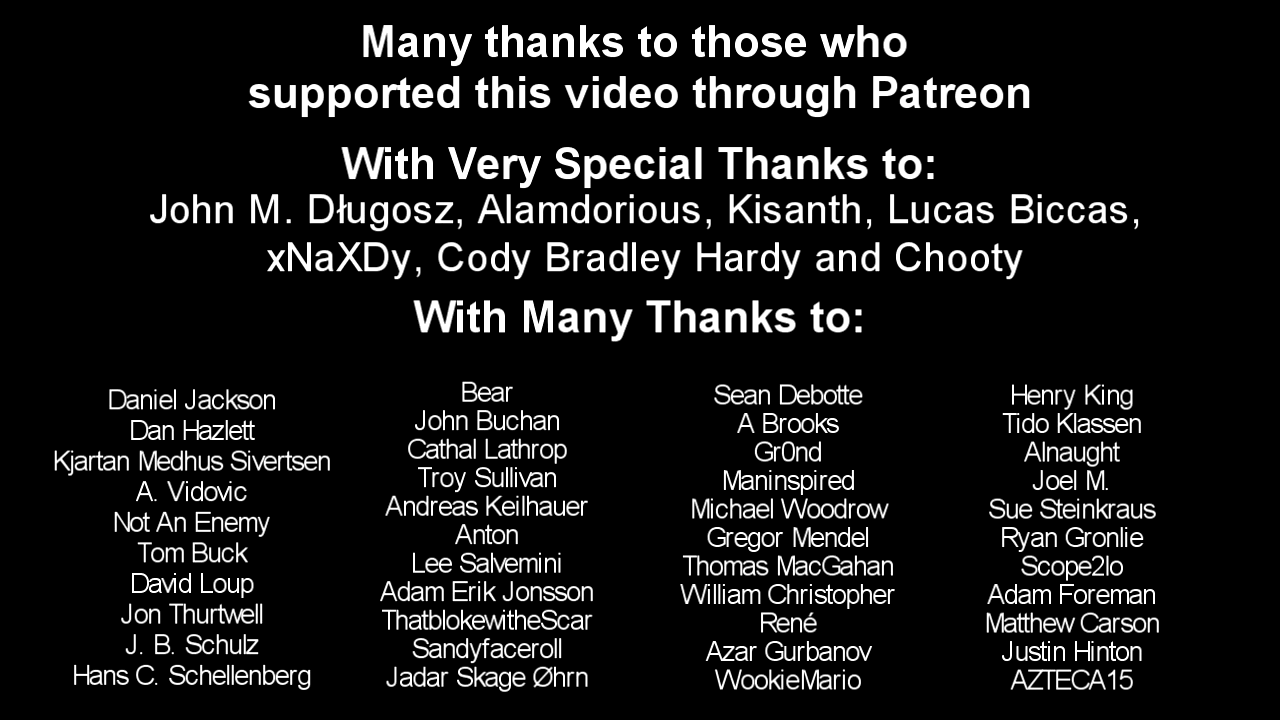 Many thanks to those who
supported this video through Patreon
With Very Special Thanks to:
John M. Długosz, Alamdorious, Kisanth, Lucas Biccas,
xNaXDy, Cody Bradley Hardy and Chooty
With Many Thanks to:
Daniel Jackson
Dan Hazlett
Kjartan Medhus Sivertsen
A. Vidovic
Not An Enemy
Tom Buck
David Loup
Jon Thurtwell
J. B. Schulz
Hans C. Schellenberg
Bear
John Buchan
Cathal Lathrop
Troy Sullivan
Andreas Keilhauer
Anton
Lee Salvemini
Adam Erik Jonsson
ThatblokewitheScar
Sandyfaceroll
Jadar Skage Øhrn
Sean Debotte
A Brooks
Gr0nd
Maninspired
Michael Woodrow
Gregor Mendel
Thomas MacGahan
William Christopher
René
Azar Gurbanov
WookieMario
Henry King
Tido Klassen
Alnaught
Joel M.
Sue Steinkraus
Ryan Gronlie
Scope2lo
Adam Foreman
Matthew Carson
Justin Hinton
AZTECA15